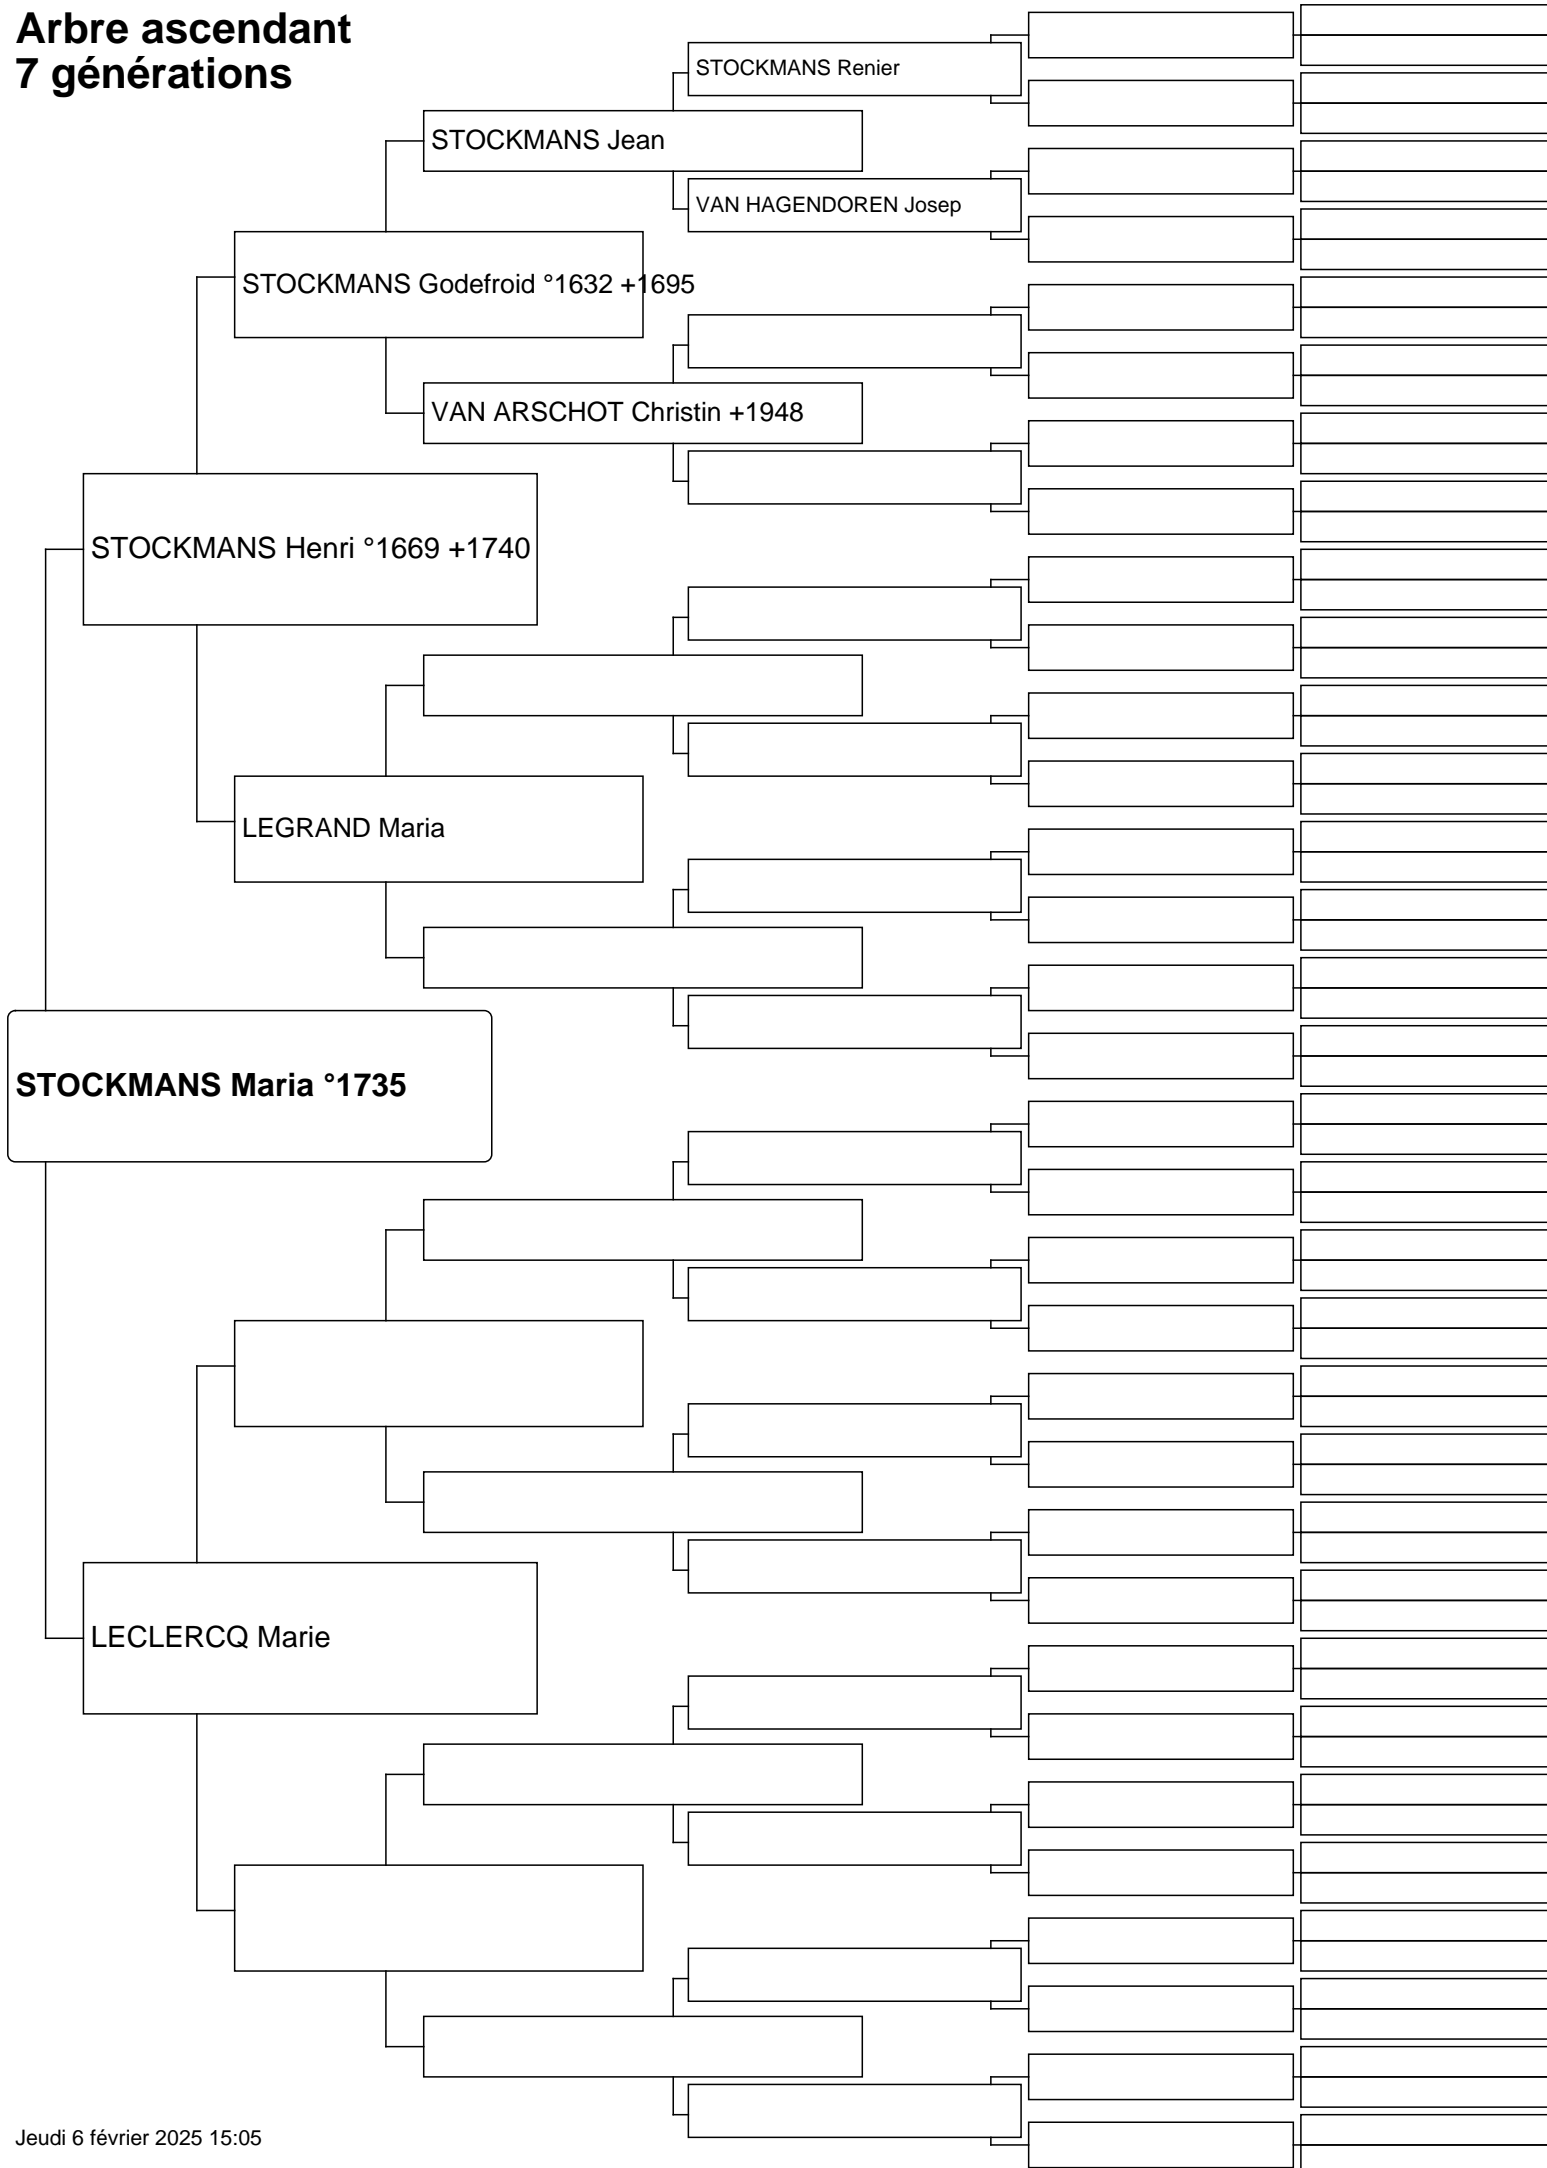 Arbre ascendant
7 générations
STOCKMANS Renier
STOCKMANS Jean
VAN HAGENDOREN Josep
STOCKMANS Godefroid °1632 +1695
VAN ARSCHOT Christin +1948
STOCKMANS Henri °1669 +1740
LEGRAND Maria
STOCKMANS Maria °1735
LECLERCQ Marie
Jeudi 6 février 2025 15:05